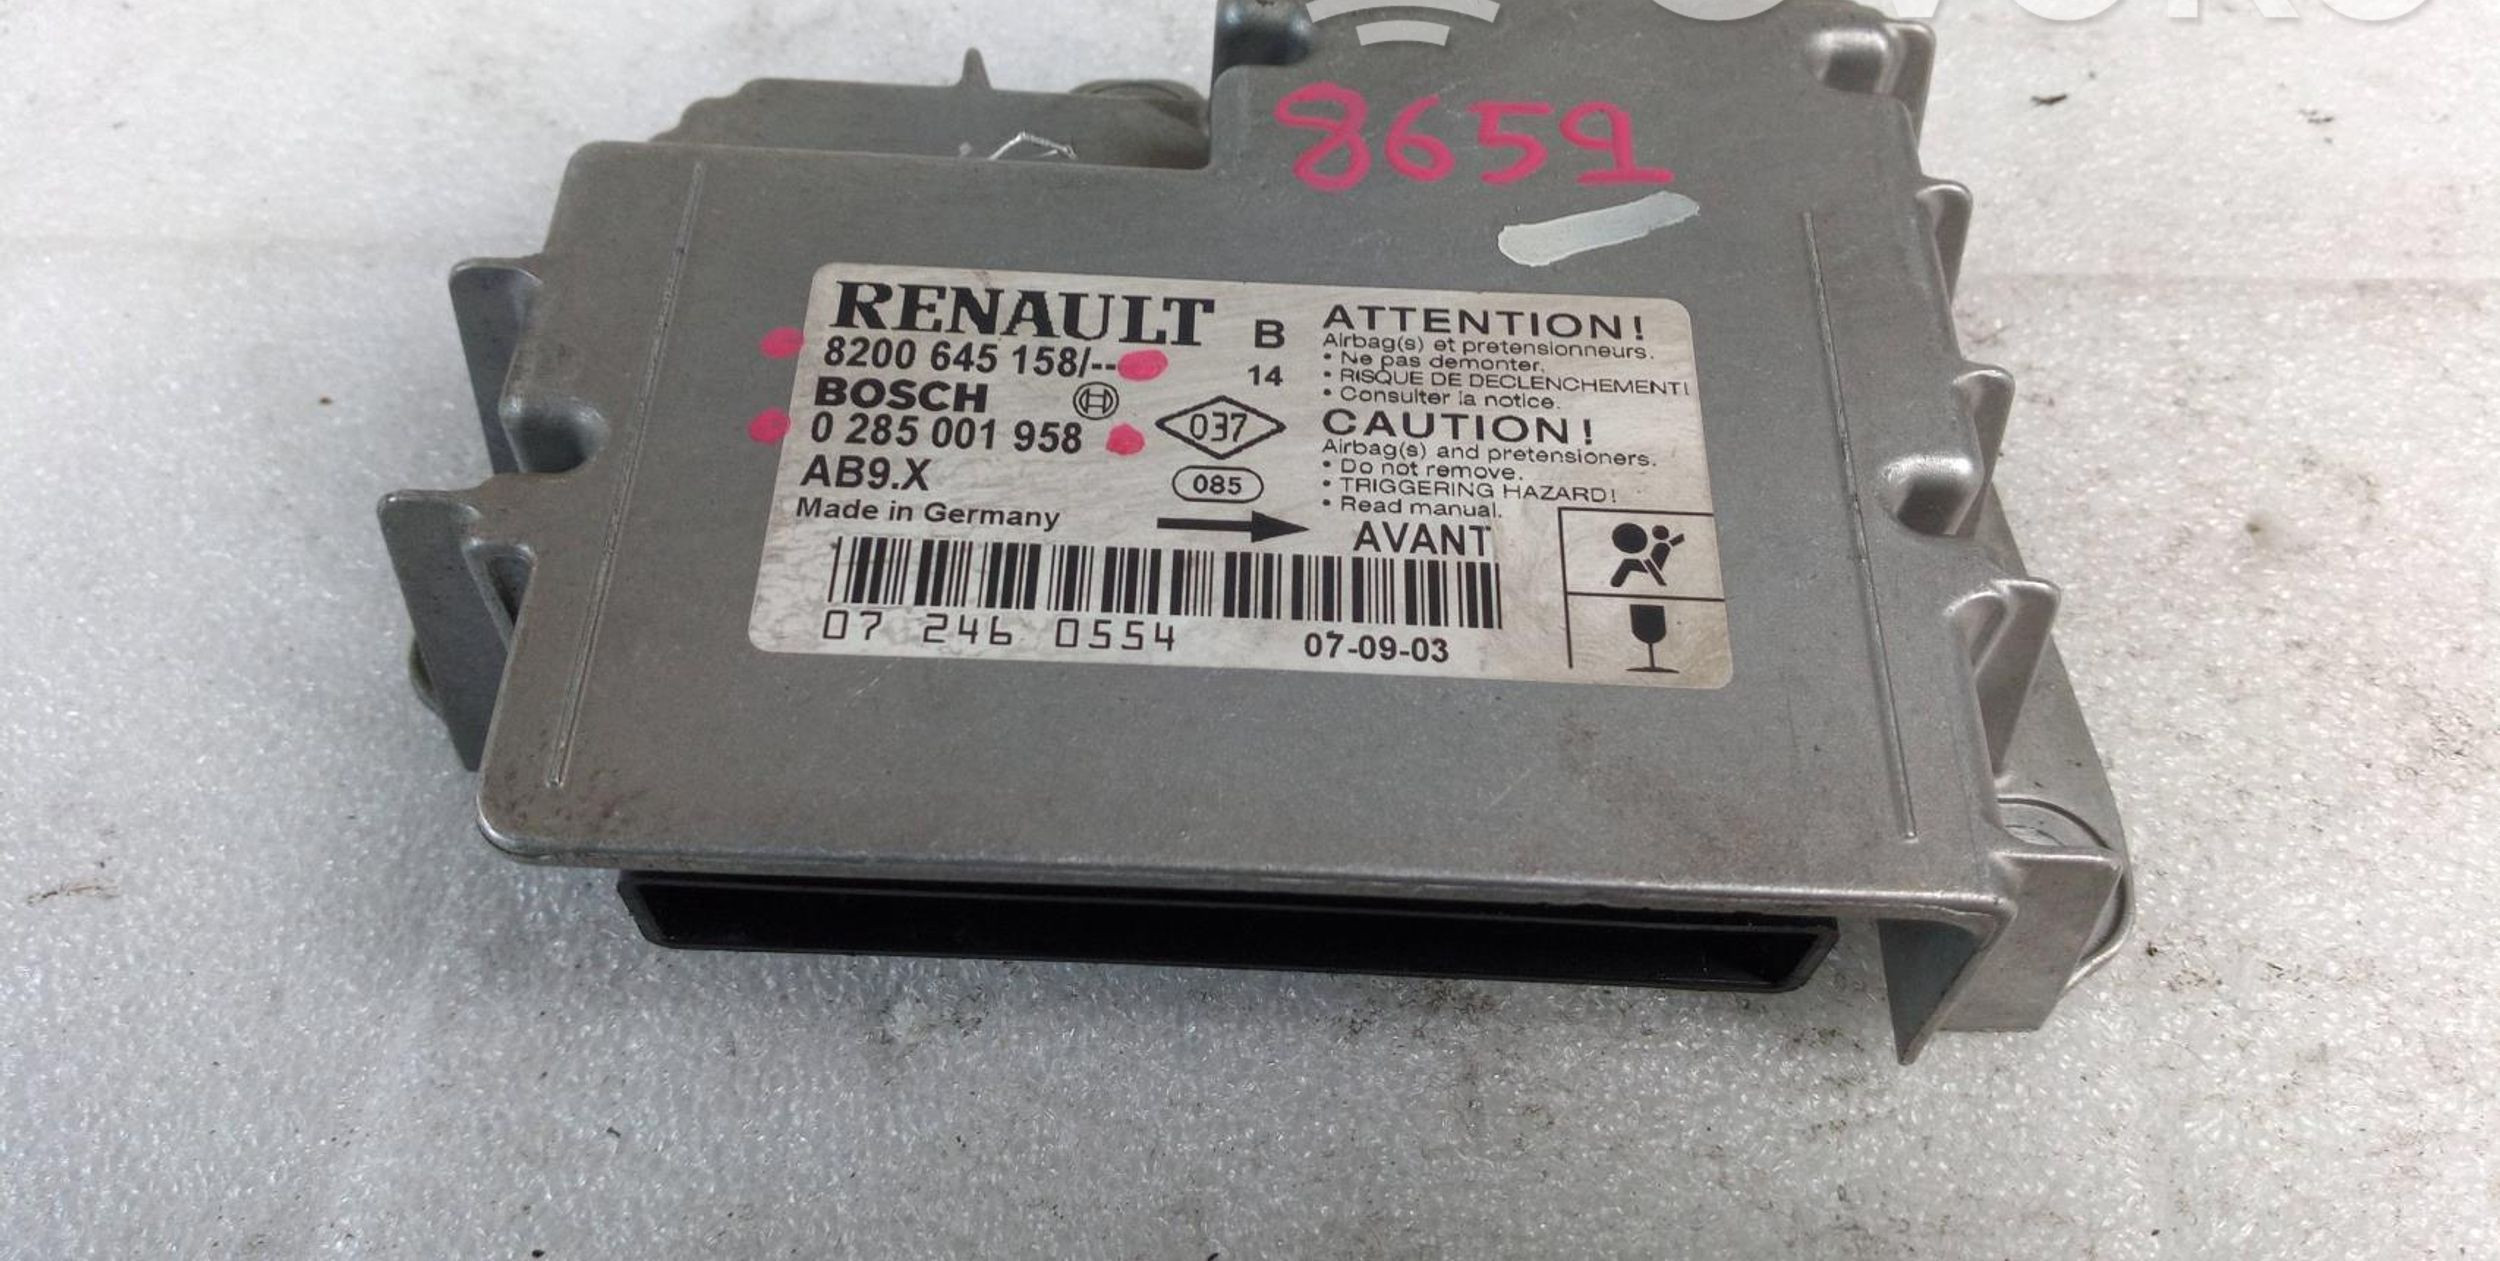 8659
RENAULT
8200 645 158/--
BOSCH
0 285 001 958
AB9.X
Made in Germany
B
14
037
085
ATTENTION!
Airbag(s) et pretensionneurs.
• Ne pas demonter.
• RISQUE DE DECLENCHEMENT!
• Consulter la notice.
CAUTION!
Airbag(s) and pretensioners.
• Do not remove.
• TRIGGERING HAZARD!
• Read manual.
AVANT
07 246 0554
07-09-03